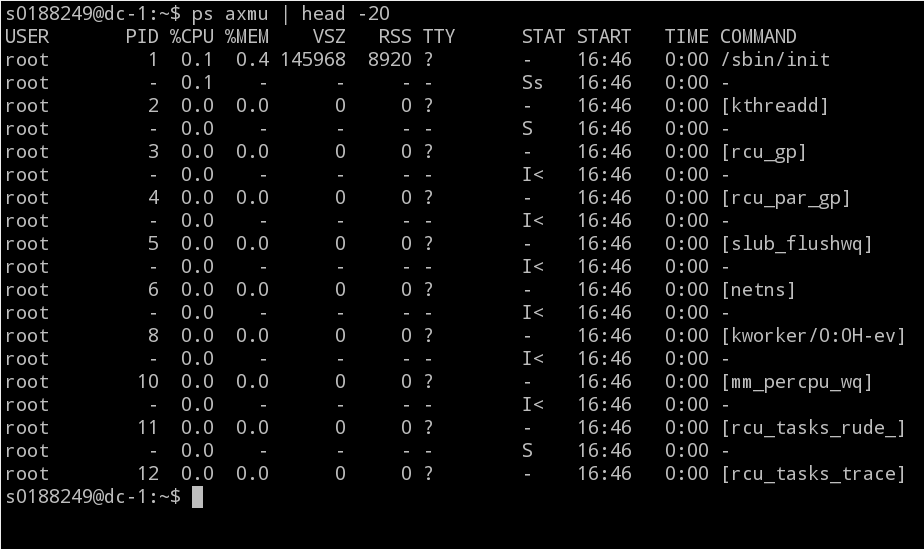 s0188249@dc-1:~$ ps axmu | head -20
USER       PID %CPU %MEM    VSZ   RSS TTY      STAT START   TIME COMMAND
root         1  0.1  0.4 145968  8920 ?        -    16:46   0:00 /sbin/init
root         -  0.1    -      -     - -        Ss   16:46   0:00 -
root         2  0.0  0.0      0     0 ?        -    16:46   0:00 [kthreadd]
root         -  0.0    -      -     - -        S    16:46   0:00 -
root         3  0.0  0.0      0     0 ?        -    16:46   0:00 [rcu_gp]
root         -  0.0    -      -     - -        I<   16:46   0:00 -
root         4  0.0  0.0      0     0 ?        -    16:46   0:00 [rcu_par_gp]
root         -  0.0    -      -     - -        I<   16:46   0:00 -
root         5  0.0  0.0      0     0 ?        -    16:46   0:00 [slub_flushwq]
root         -  0.0    -      -     - -        I<   16:46   0:00 -
root         6  0.0  0.0      0     0 ?        -    16:46   0:00 [netns]
root         -  0.0    -      -     - -        I<   16:46   0:00 -
root         8  0.0  0.0      0     0 ?        -    16:46   0:00 [kworker/0:0H-ev]
root         -  0.0    -      -     - -        I<   16:46   0:00 -
root        10  0.0  0.0      0     0 ?        -    16:46   0:00 [mm_percpu_wq]
root         -  0.0    -      -     - -        I<   16:46   0:00 -
root        11  0.0  0.0      0     0 ?        -    16:46   0:00 [rcu_tasks_rude_]
root         -  0.0    -      -     - -        S    16:46   0:00 -
root        12  0.0  0.0      0     0 ?        -    16:46   0:00 [rcu_tasks_trace]
s0188249@dc-1:~$